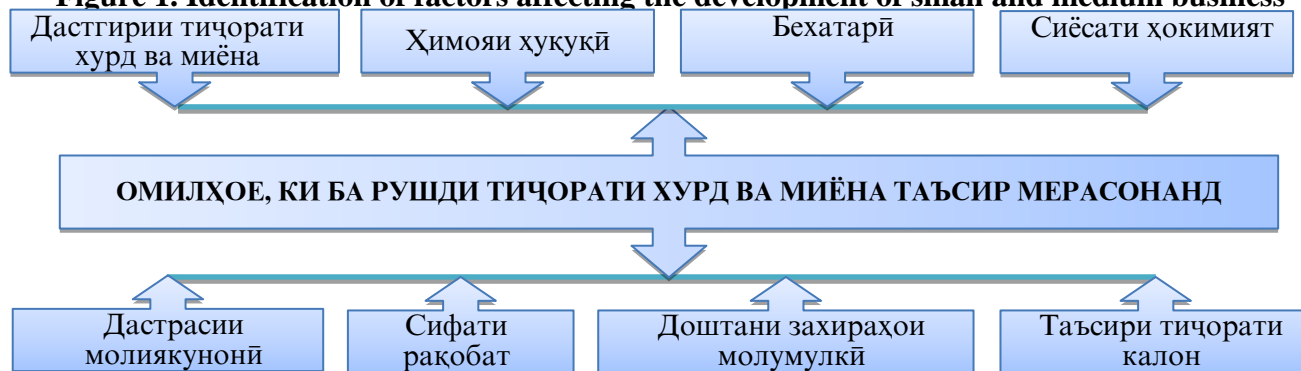 Figure 1. Identification of factors affecting the development of small and medium business
Дастгирии тиҷорати
хурд ва миёна
Ҳимояи ҳуқуқӣ
Бехатарӣ
Сиёсати ҳокимият
ОМИЛҲОЕ, КИ БА РУШДИ ТИҶОРАТИ ХУРД ВА МИЁНА ТАЪСИР МЕРАСОНАНД
Дастрасии
молиякунонӣ
Сифати
рақобат
Доштани захираҳои
молумулкӣ
Таъсири тиҷорати
калон